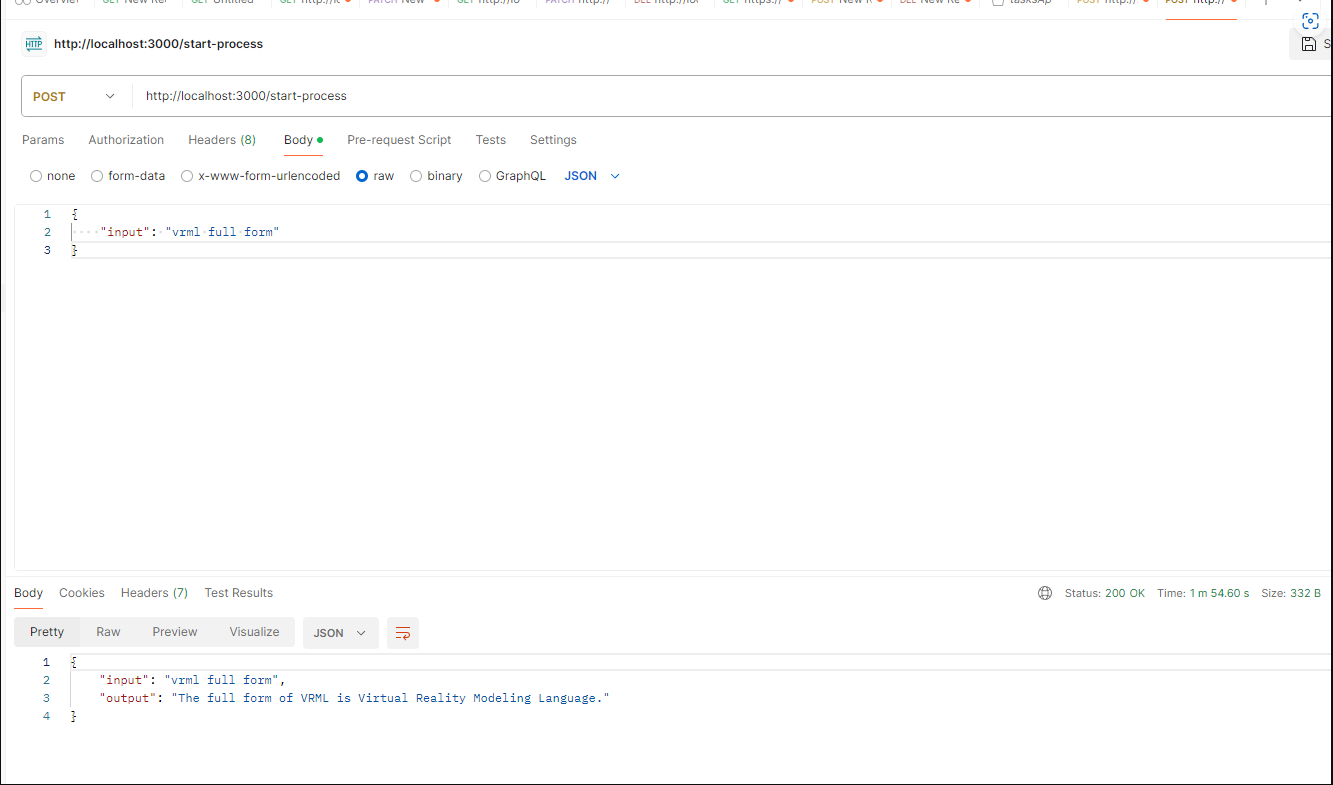 GET New Rer GET Untitled GET http://lc PATCH New GET http://lo PATCH http:// DEL http://lor GET https:// POST New R DEL New Re tasksAp POST http:// POST http://
HTTP http://localhost:3000/start-process
POST http://localhost:3000/start-process
Params Authorization Headers (8) Body Pre-request Script Tests Settings
none form-data x-www-form-urlencoded raw binary GraphQL JSON
1 {
2 "input": "vrml full form"
3 }
Body Cookies Headers (7) Test Results Status: 200 OK Time: 1 m 54.60 s Size: 332 B
Pretty Raw Preview Visualize JSON
1 {
2 "input": "vrml full form",
3 "output": "The full form of VRML is Virtual Reality Modeling Language."
4 }